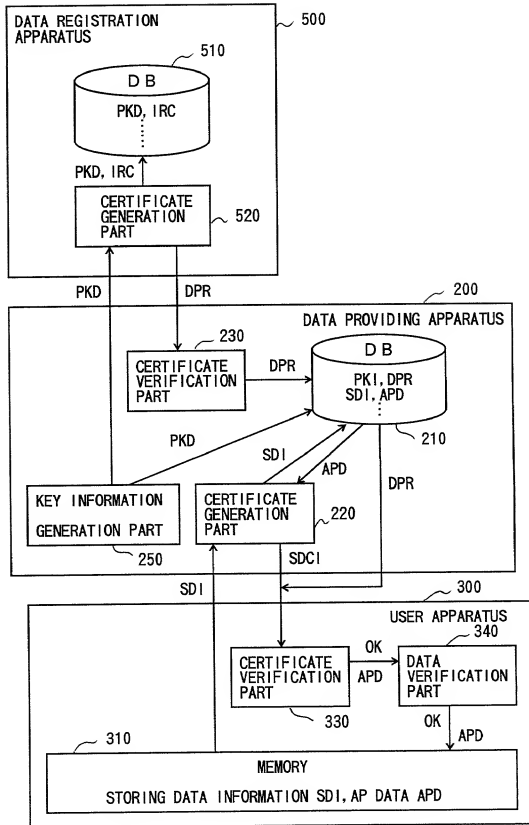 DATA REGISTRATION
APPARATUS
500
510
DB
PKD, IRC
PKD, IRC
CERTIFICATE
GENERATION
PART
520
PKD
DPR
200
DATA PROVIDING APPARATUS
230
CERTIFICATE
VERIFICATION
PART
DPR
DB
PKI, DPR
SDI, APD
210
PKD
SDI
APD
DPR
KEY INFORMATION
GENERATION PART
250
CERTIFICATE
GENERATION
PART
220
SDI
SDCI
300
USER APPARATUS
340
CERTIFICATE
VERIFICATION
PART
330
OK
APD
DATA
VERIFICATION
PART
OK
APD
310
MEMORY
STORING DATA INFORMATION SDI, AP DATA APD